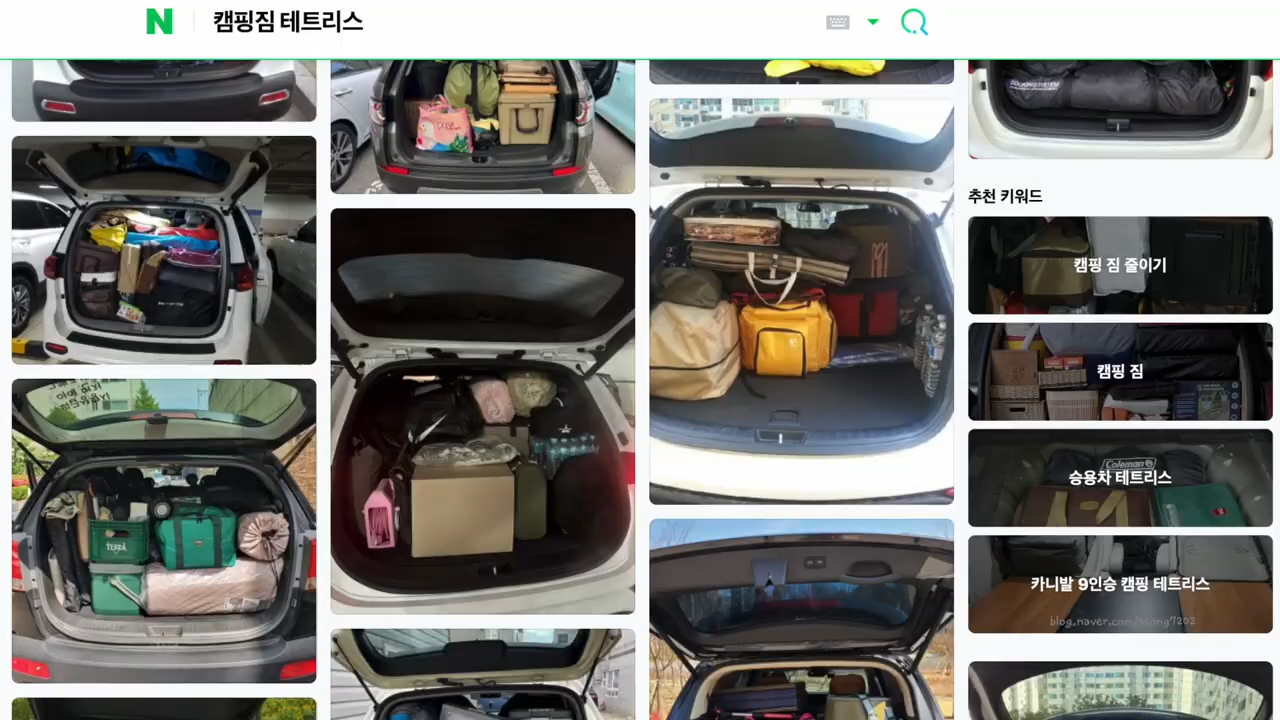 N 캠핑짐 테트리스
추천 키워드
캠핑 짐 줄이기
캠핑 짐
Coleman
승용차 테트리스
카니발 9인승 캠핑 테트리스
blog.naver.com/ssong7202
TERRA